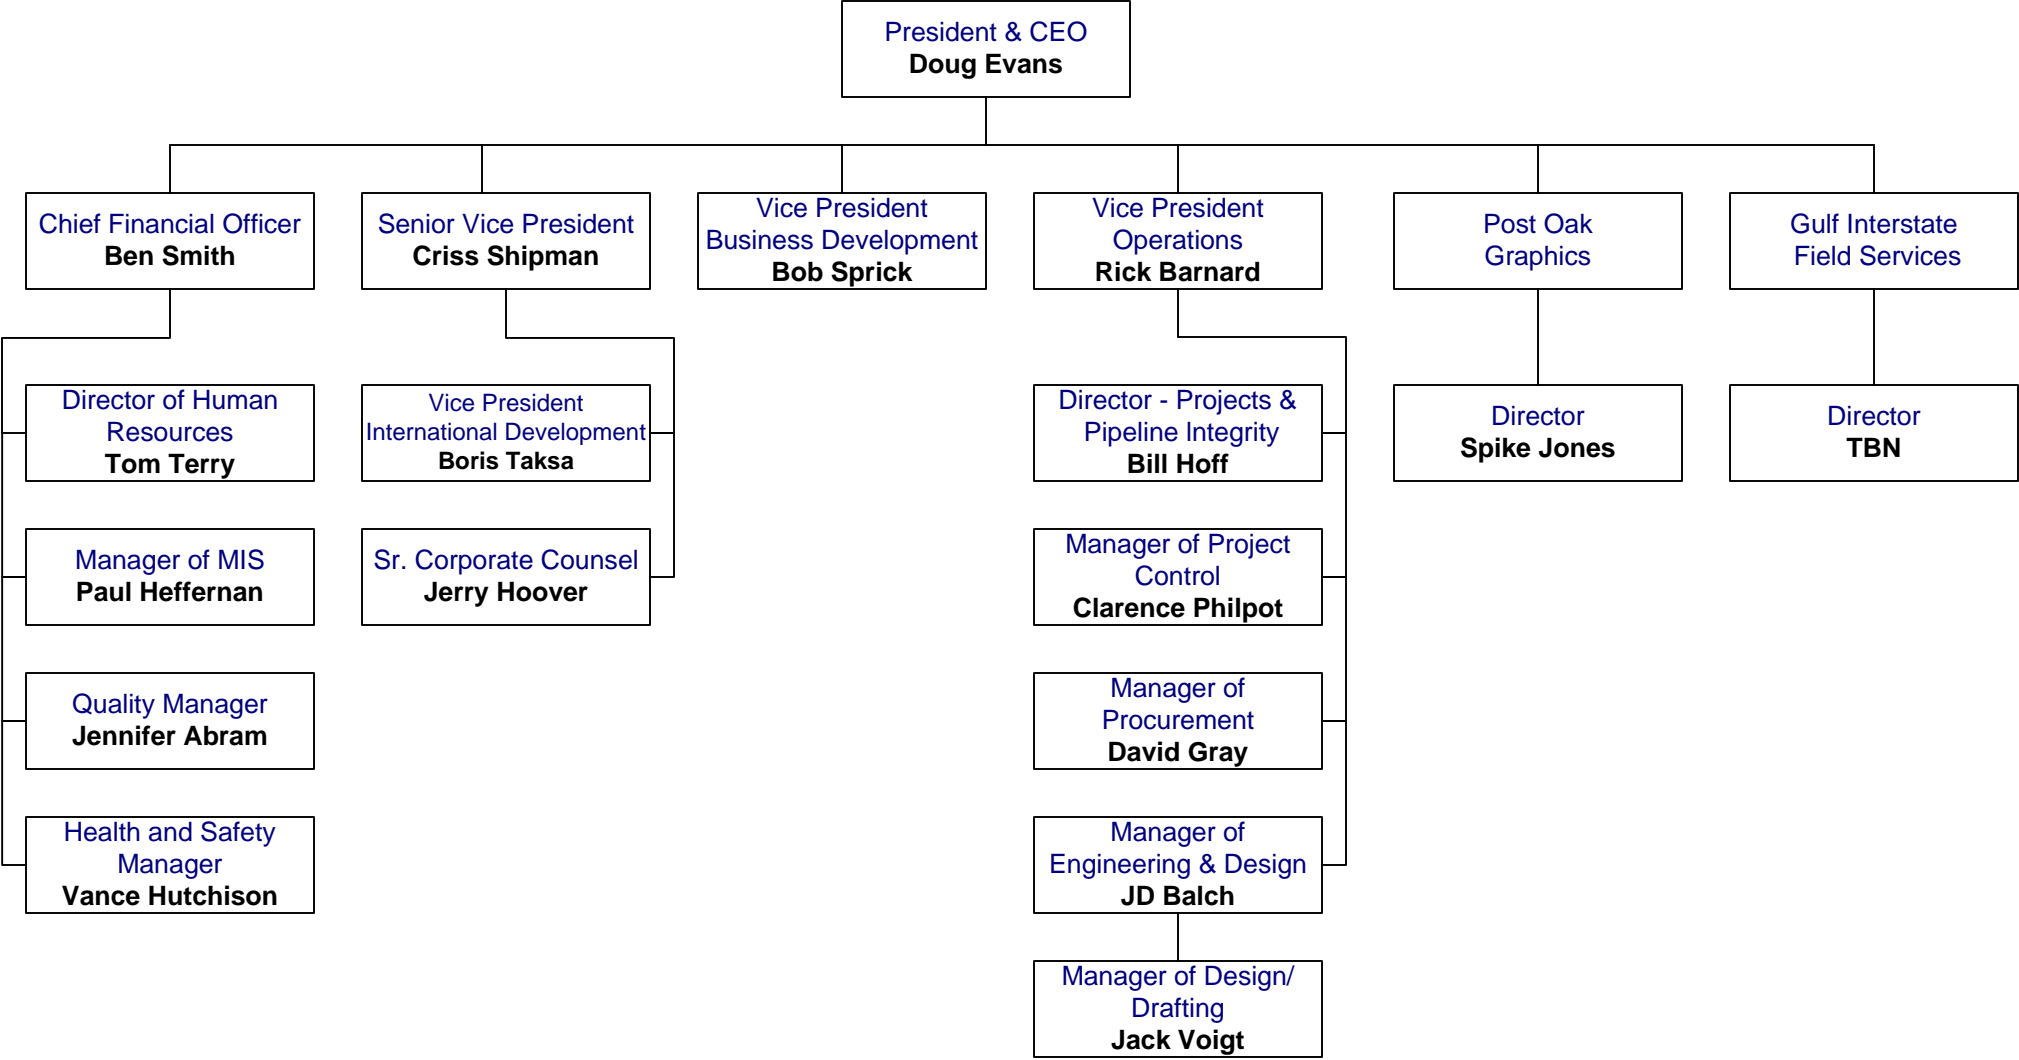 President & CEO
Doug Evans
Chief Financial Officer
Ben Smith
Senior Vice President
Criss Shipman
Vice President
Business Development
Bob Sprick
Vice President
Operations
Rick Barnard
Post Oak
Graphics
Gulf Interstate
Field Services
Director of Human
Resources
Tom Terry
Vice President
International Development
Boris Taksa
Director - Projects &
Pipeline Integrity
Bill Hoff
Director
Spike Jones
Director
TBN
Manager of MIS
Paul Heffernan
Sr. Corporate Counsel
Jerry Hoover
Manager of Project
Control
Clarence Philpot
Quality Manager
Jennifer Abram
Manager of
Procurement
David Gray
Health and Safety
Manager
Vance Hutchison
Manager of
Engineering & Design
JD Balch
Manager of Design/
Drafting
Jack Voigt